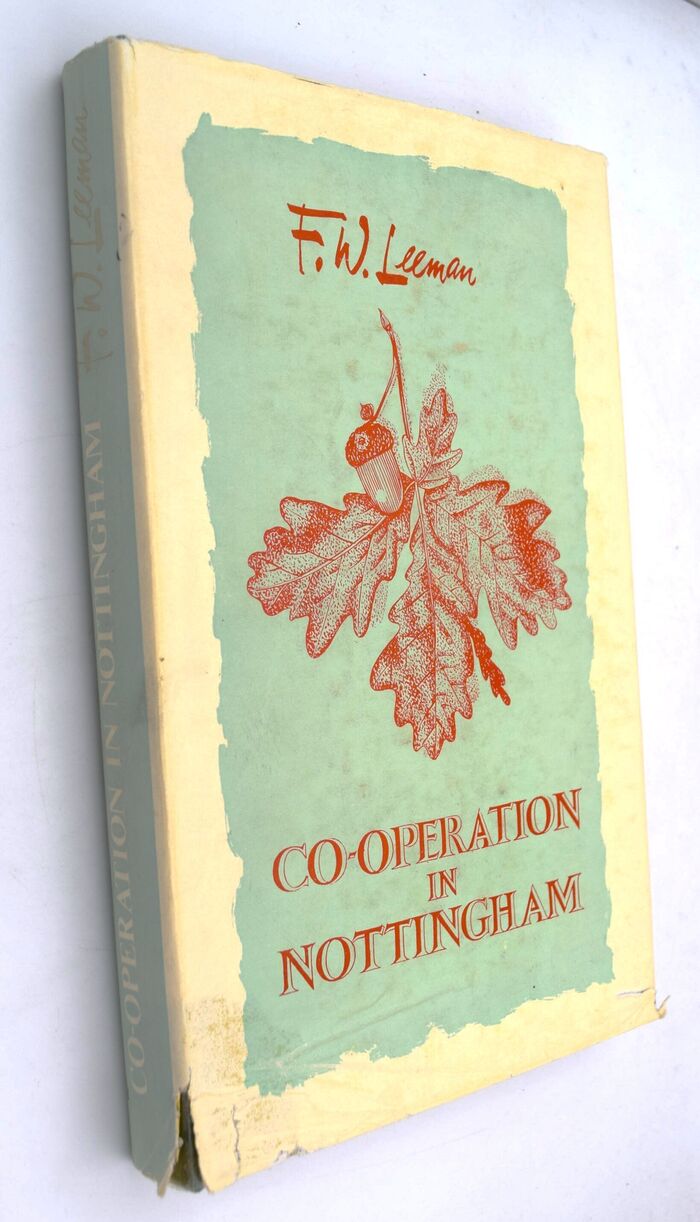 F. W. Leeman
CO-OPERATION
IN
NOTTINGHAM
CO-OPERATION IN NOTTINGHAM F. W. Leeman